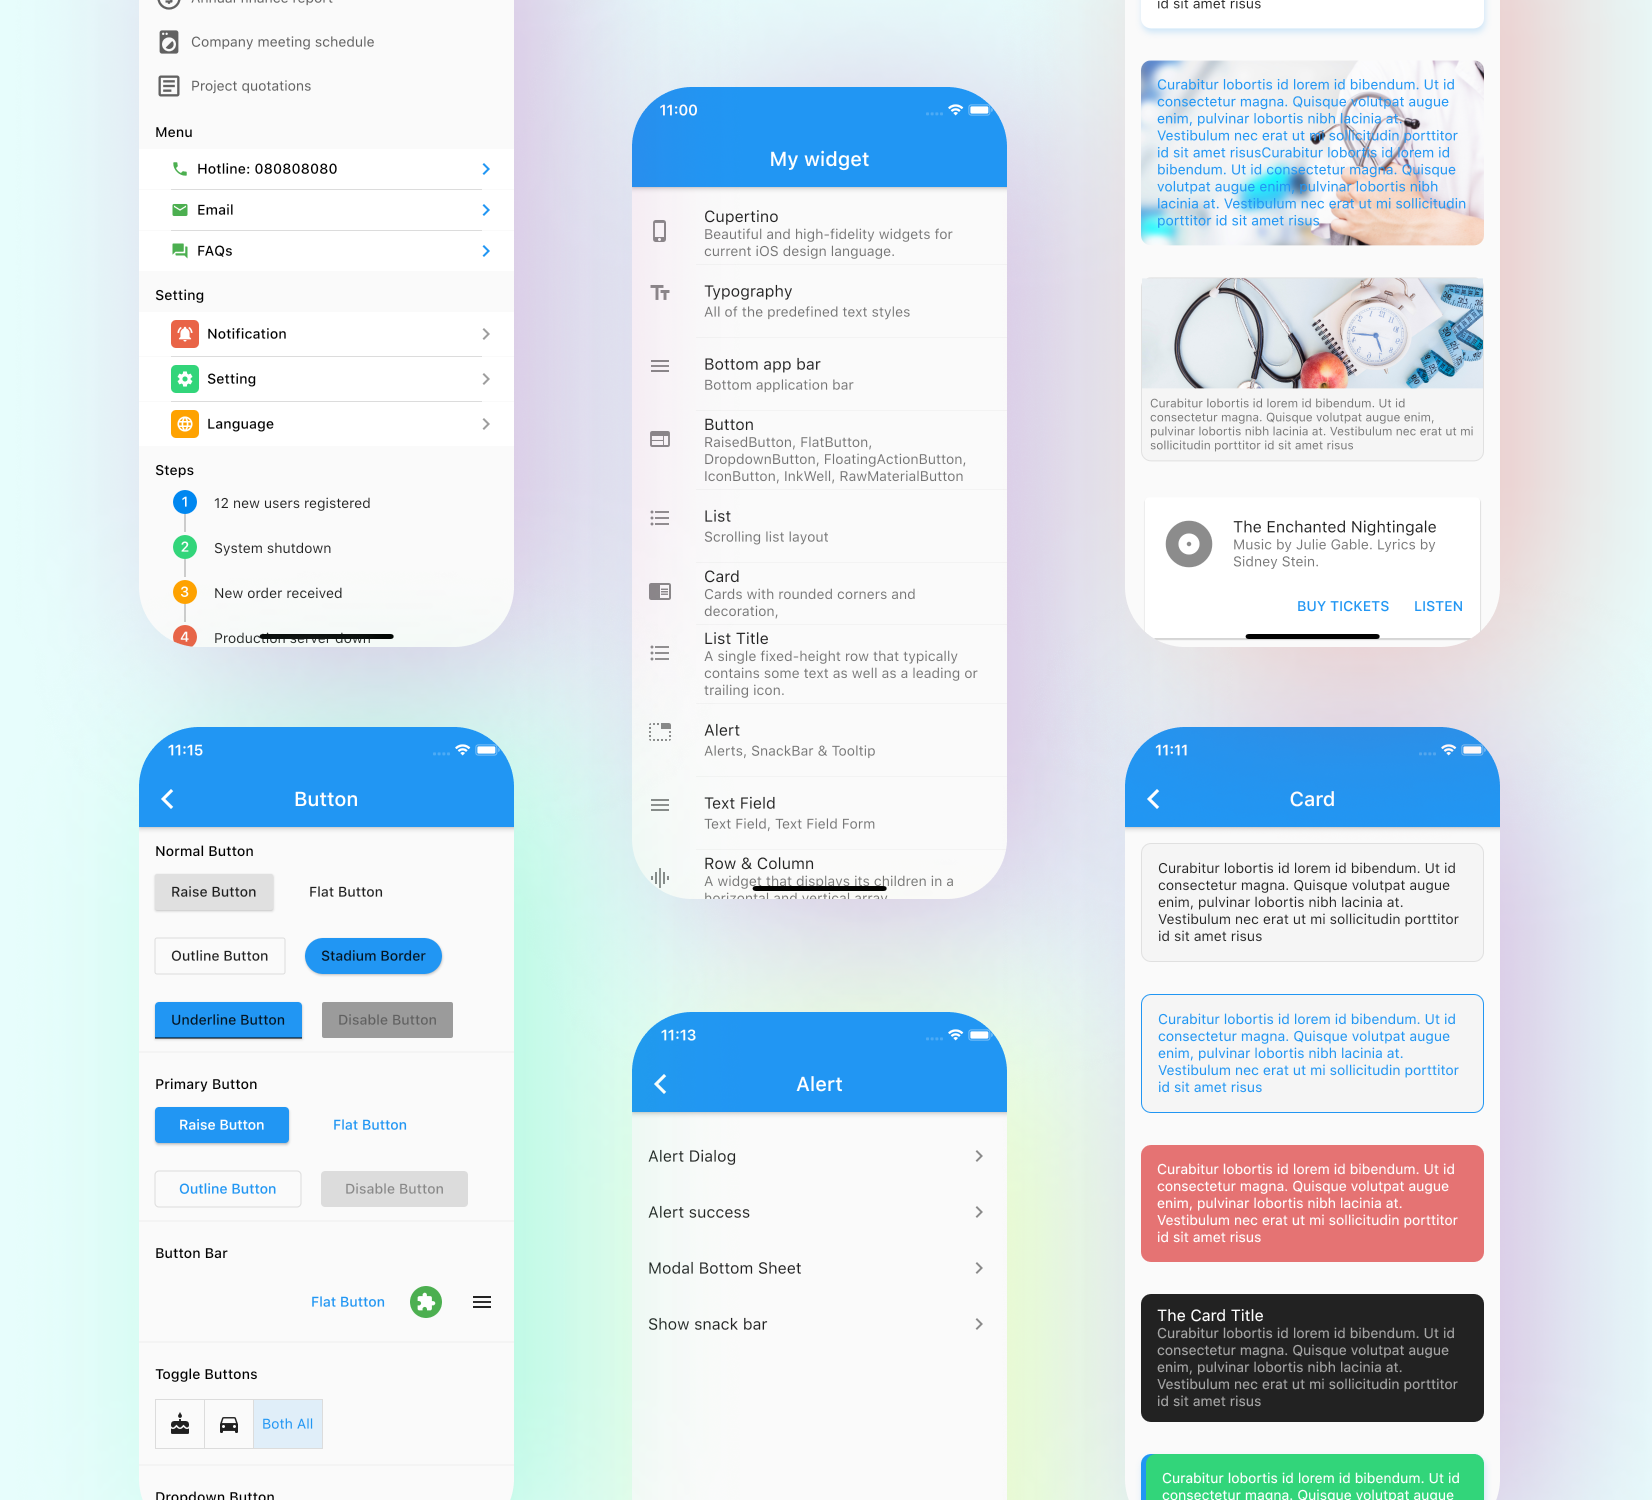 Annual finance report
Company meeting schedule
Project quotations
Menu
Hotline: 080808080
Email
FAQs
Setting
Notification
Setting
Language
Steps
1
12 new users registered
2
System shutdown
3
New order received
4
Production server down
11:15
Button
Normal Button
Raise Button
Flat Button
Outline Button
Stadium Border
Underline Button
Disable Button
Primary Button
Raise Button
Flat Button
Outline Button
Disable Button
Button Bar
Flat Button
Toggle Buttons
Both All
Dropdown Button
11:00
My widget
Cupertino
Beautiful and high-fidelity widgets for
current iOS design language.
Typography
All of the predefined text styles
Bottom app bar
Bottom application bar
Button
RaisedButton, FlatButton,
DropdownButton, FloatingActionButton,
IconButton, InkWell, RawMaterialButton
List
Scrolling list layout
Card
Cards with rounded corners and
decoration,
List Title
A single fixed-height row that typically
contains some text as well as a leading or
trailing icon.
Alert
Alerts, SnackBar & Tooltip
Text Field
Text Field, Text Field Form
Row & Column
A widget that displays its children in a
horizontal and vertical array
11:13
Alert
Alert Dialog
Alert success
Modal Bottom Sheet
Show snack bar
id sit amet risus
Curabitur lobortis id lorem id bibendum. Ut id
consectetur magna. Quisque volutpat augue
enim, pulvinar lobortis nibh lacinia at.
Vestibulum nec erat ut mi sollicitudin porttitor
id sit amet risusCurabitur lobortis id lorem id
bibendum. Ut id consectetur magna. Quisque
volutpat augue enim, pulvinar lobortis nibh
lacinia at. Vestibulum nec erat ut mi sollicitudin
porttitor id sit amet risus
Curabitur lobortis id lorem id bibendum. Ut id
consectetur magna. Quisque volutpat augue enim,
pulvinar lobortis nibh lacinia at. Vestibulum nec erat ut mi
sollicitudin porttitor id sit amet risus
The Enchanted Nightingale
Music by Julie Gable. Lyrics by
Sidney Stein.
BUY TICKETS
LISTEN
11:11
Card
Curabitur lobortis id lorem id bibendum. Ut id
consectetur magna. Quisque volutpat augue
enim, pulvinar lobortis nibh lacinia at.
Vestibulum nec erat ut mi sollicitudin porttitor
id sit amet risus
Curabitur lobortis id lorem id bibendum. Ut id
consectetur magna. Quisque volutpat augue
enim, pulvinar lobortis nibh lacinia at.
Vestibulum nec erat ut mi sollicitudin porttitor
id sit amet risus
Curabitur lobortis id lorem id bibendum. Ut id
consectetur magna. Quisque volutpat augue
enim, pulvinar lobortis nibh lacinia at.
Vestibulum nec erat ut mi sollicitudin porttitor
id sit amet risus
The Card Title
Curabitur lobortis id lorem id bibendum. Ut id
consectetur magna. Quisque volutpat augue
enim, pulvinar lobortis nibh lacinia at.
Vestibulum nec erat ut mi sollicitudin porttitor
id sit amet risus
Curabitur lobortis id lorem id bibendum. Ut id
consectetur magna. Quisque volutpat augue